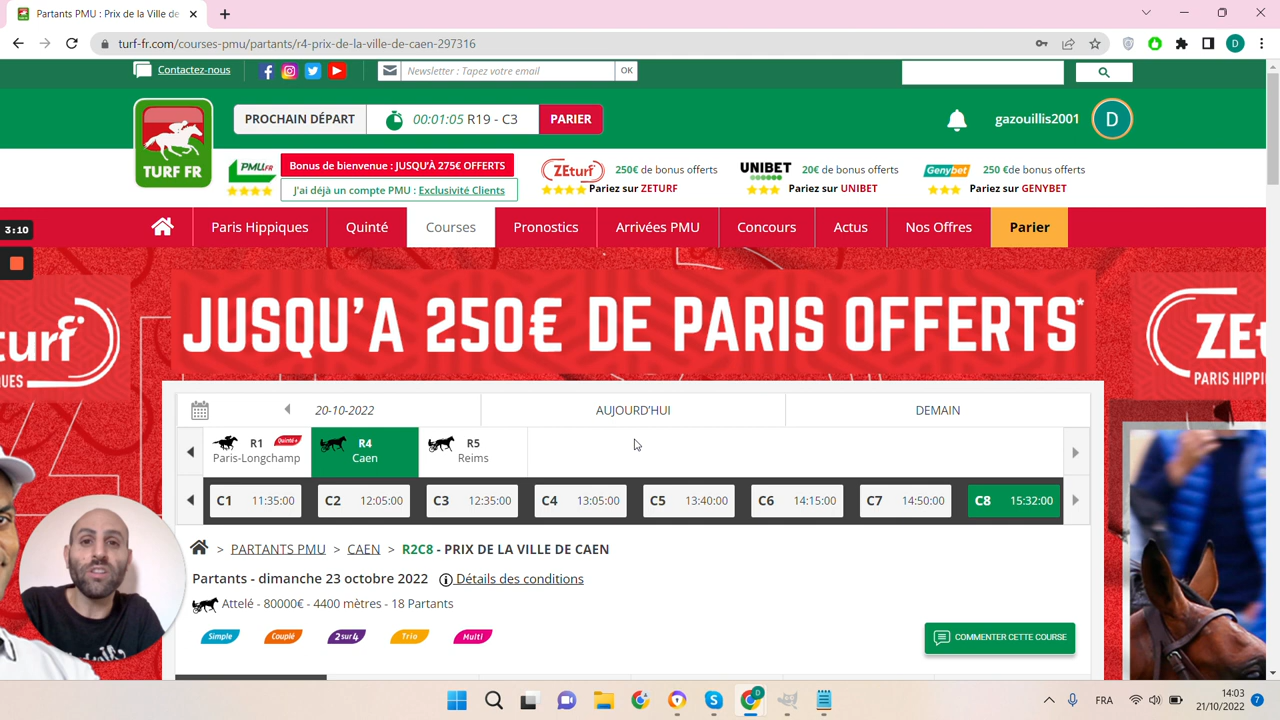 Partants PMU : Prix de la Ville de
turf-fr.com/courses-pmu/partants/r4-prix-de-la-ville-de-caen-297316
D
Contactez-nous
Newsletter : Tapez votre email
OK
TURF FR
PROCHAIN DÉPART
00:01:05 R19 - C3
PARIER
gazouillis2001
D
PMU.FR
Bonus de bienvenue : JUSQU'À 275€ OFFERTS
J'ai déjà un compte PMU : Exclusivité Clients
ZEturf
250€ de bonus offerts
Pariez sur ZETURF
UNIBET
20€ de bonus offerts
Pariez sur UNIBET
Genybet
250 €de bonus offerts
Pariez sur GENYBET
Paris Hippiques
Quinté
Courses
Pronostics
Arrivées PMU
Concours
Actus
Nos Offres
Parier
3:10
JUSQU'A 250€ DE PARIS OFFERTS*
turf
IQUES
ZE
PARIS HIPPI
20-10-2022
AUJOURD'HUI
DEMAIN
R1
Quinté+
Paris-Longchamp
R4
Caen
R5
Reims
C1 11:35:00
C2 12:05:00
C3 12:35:00
C4 13:05:00
C5 13:40:00
C6 14:15:00
C7 14:50:00
C8 15:32:00
> PARTANTS PMU > CAEN > R2C8 - PRIX DE LA VILLE DE CAEN
Partants - dimanche 23 octobre 2022
Détails des conditions
Attelé - 80000€ - 4400 mètres - 18 Partants
Simple
Couplé
2sur4
Trio
Multi
COMMENTER CETTE COURSE
D
FRA
14:03
21/10/2022
7